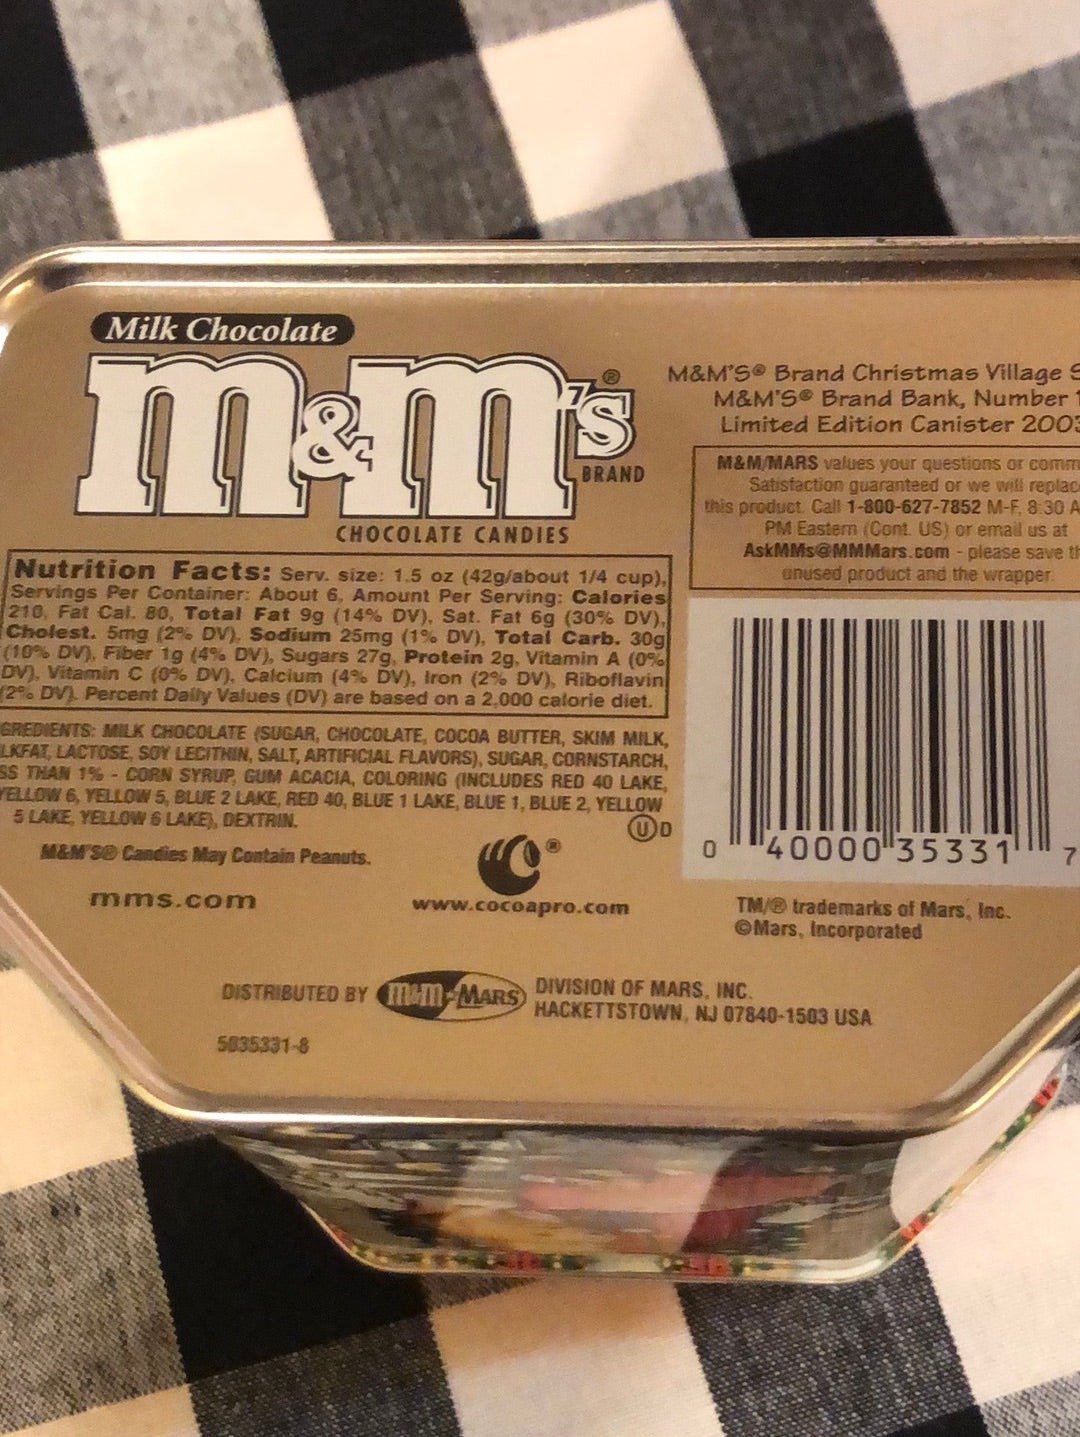 Milk Chocolate
m&m's®
BRAND
CHOCOLATE CANDIES
Nutrition Facts: Serv. size: 1.5 oz (42g/about 1/4 cup),
Servings Per Container: About 6, Amount Per Serving: Calories
210, Fat Cal. 80, Total Fat 9g (14% DV), Sat. Fat 6g (30% DV),
Cholest. 5mg (2% DV), Sodium 25mg (1% DV), Total Carb. 30g
(10% DV), Fiber 1g (4% DV), Sugars 27g, Protein 2g, Vitamin A (0%
DV), Vitamin C (0% DV), Calcium (4% DV), Iron (2% DV), Riboflavin
(2% DV). Percent Daily Values (DV) are based on a 2,000 calorie diet.
GREDIENTS: MILK CHOCOLATE (SUGAR, CHOCOLATE, COCOA BUTTER, SKIM MILK,
LKFAT, LACTOSE, SOY LECITHIN, SALT, ARTIFICIAL FLAVORS), SUGAR, CORNSTARCH,
SS THAN 1% - CORN SYRUP, GUM ACACIA, COLORING (INCLUDES RED 40 LAKE,
YELLOW 6, YELLOW 5, BLUE 2 LAKE, RED 40, BLUE 1 LAKE, BLUE 1, BLUE 2, YELLOW
5 LAKE, YELLOW 6 LAKE), DEXTRIN.
Ⓤ D
M&M'S® Candies May Contain Peanuts.
®
mms.com
www.cocoapro.com
M&M'S® Brand Christmas Village S
M&M'S® Brand Bank, Number 1
Limited Edition Canister 2003
M&M/MARS values your questions or comm
Satisfaction guaranteed or we will replac
this product. Call 1-800-627-7852 M-F, 8:30 A
PM Eastern (Cont. US) or email us at
AskMMs@MMMars.com - please save th
unused product and the wrapper.
0 40000 35331 7
TM/® trademarks of Mars, Inc.
©Mars, Incorporated
DISTRIBUTED BY m&m MARS DIVISION OF MARS, INC.
HACKETTSTOWN, NJ 07840-1503 USA
5035331-8